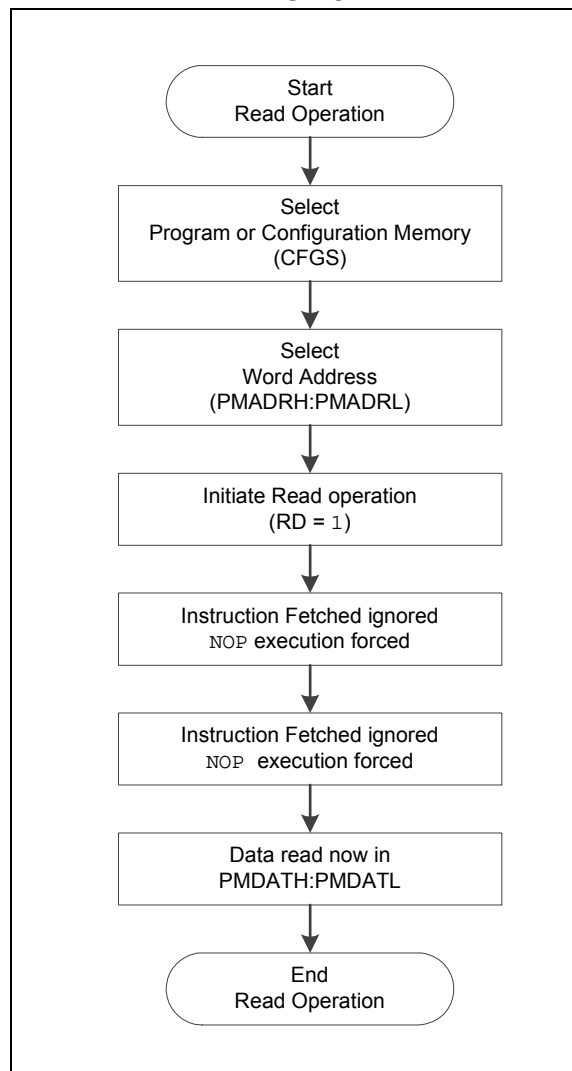 Start
Read Operation
Select
Program or Configuration Memory
(CFGS)
Select
Word Address
(PMADRH:PMADRL)
Initiate Read operation
(RD = 1)
Instruction Fetched ignored
NOP execution forced
Instruction Fetched ignored
NOP execution forced
Data read now in
PMDATH:PMDATL
End
Read Operation